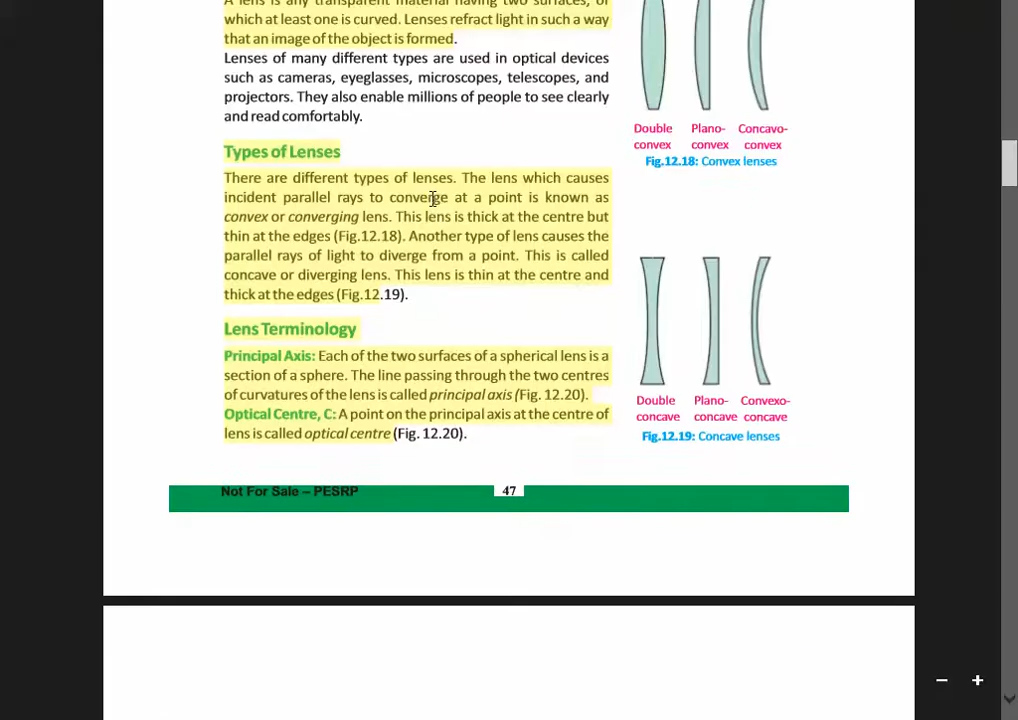 A lens is any transparent material having two surfaces, of
which at least one is curved. Lenses refract light in such a way
that an image of the object is formed.
Lenses of many different types are used in optical devices
such as cameras, eyeglasses, microscopes, telescopes, and
projectors. They also enable millions of people to see clearly
and read comfortably.
Double convex
Plano-convex
Concavo-convex
Fig.12.18: Convex lenses
Types of Lenses
There are different types of lenses. The lens which causes
incident parallel rays to converge at a point is known as
convex or converging lens. This lens is thick at the centre but
thin at the edges (Fig.12.18). Another type of lens causes the
parallel rays of light to diverge from a point. This is called
concave or diverging lens. This lens is thin at the centre and
thick at the edges (Fig.12.19).
Lens Terminology
Principal Axis: Each of the two surfaces of a spherical lens is a
section of a sphere. The line passing through the two centres
of curvatures of the lens is called principal axis (Fig. 12.20).
Optical Centre, C: A point on the principal axis at the centre of
lens is called optical centre (Fig. 12.20).
Double concave
Plano-concave
Convexo-concave
Fig.12.19: Concave lenses
Not For Sale – PESRP
47